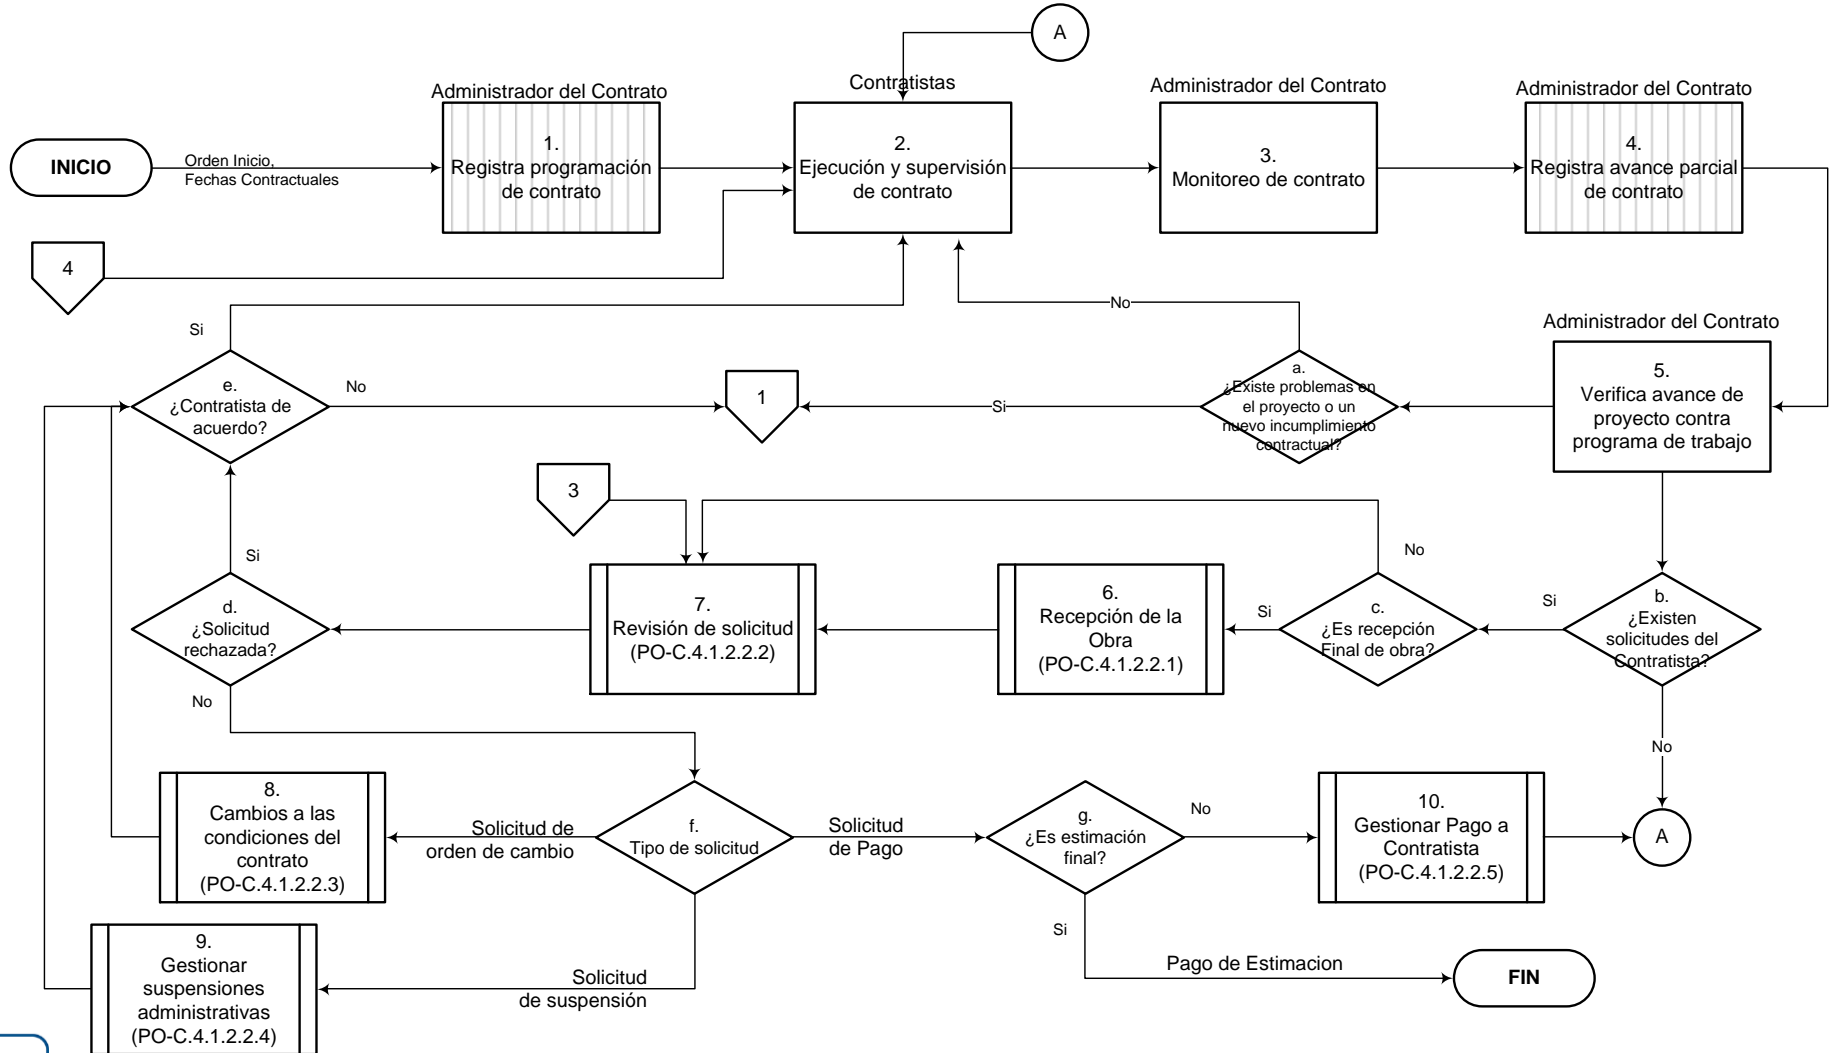 A
Contratistas
Administrador del Contrato
Administrador del Contrato
Administrador del Contrato
INICIO
Orden Inicio,
Fechas Contractuales
1.
Registra programación
de contrato
2.
Ejecución y supervisión
de contrato
3.
Monitoreo de contrato
4.
Registra avance parcial
de contrato
4
Si
No
Administrador del Contrato
e.
¿Contratista de
acuerdo?
No
1
Si
a.
¿Existe problemas en
el proyecto o un
nuevo incumplimiento
contractual?
5.
Verifica avance de
proyecto contra
programa de trabajo
3
Si
No
d.
¿Solicitud
rechazada?
7.
Revisión de solicitud
(PO-C.4.1.2.2.2)
6.
Recepción de la
Obra
(PO-C.4.1.2.2.1)
Si
c.
¿Es recepción
Final de obra?
Si
b.
¿Existen
solicitudes del
Contratista?
No
No
8.
Cambios a las
condiciones del
contrato
(PO-C.4.1.2.2.3)
Solicitud de
orden de cambio
f.
Tipo de solicitud
Solicitud
de Pago
g.
¿Es estimación
final?
No
10.
Gestionar Pago a
Contratista
(PO-C.4.1.2.2.5)
A
Si
9.
Gestionar
suspensiones
administrativas
(PO-C.4.1.2.2.4)
Solicitud
de suspensión
Pago de Estimacion
FIN